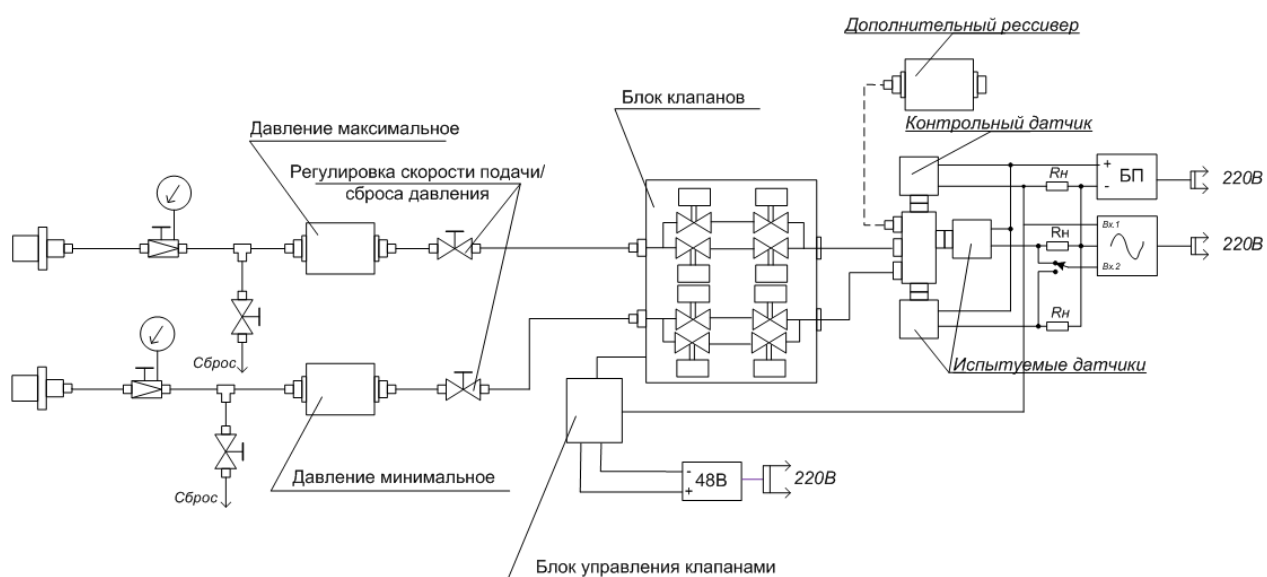 Дополнительный рессивер
Блок клапанов
Давление максимальное
Контрольный датчик
Регулировка скорости подачи/
сброса давления
Rн
+
-
БП
220В
Rн
Вх.1
Вх.2
220В
Rн
Сброс
Испытуемые датчики
Давление минимальное
Сброс
-
+
48В
220В
Блок управления клапанами